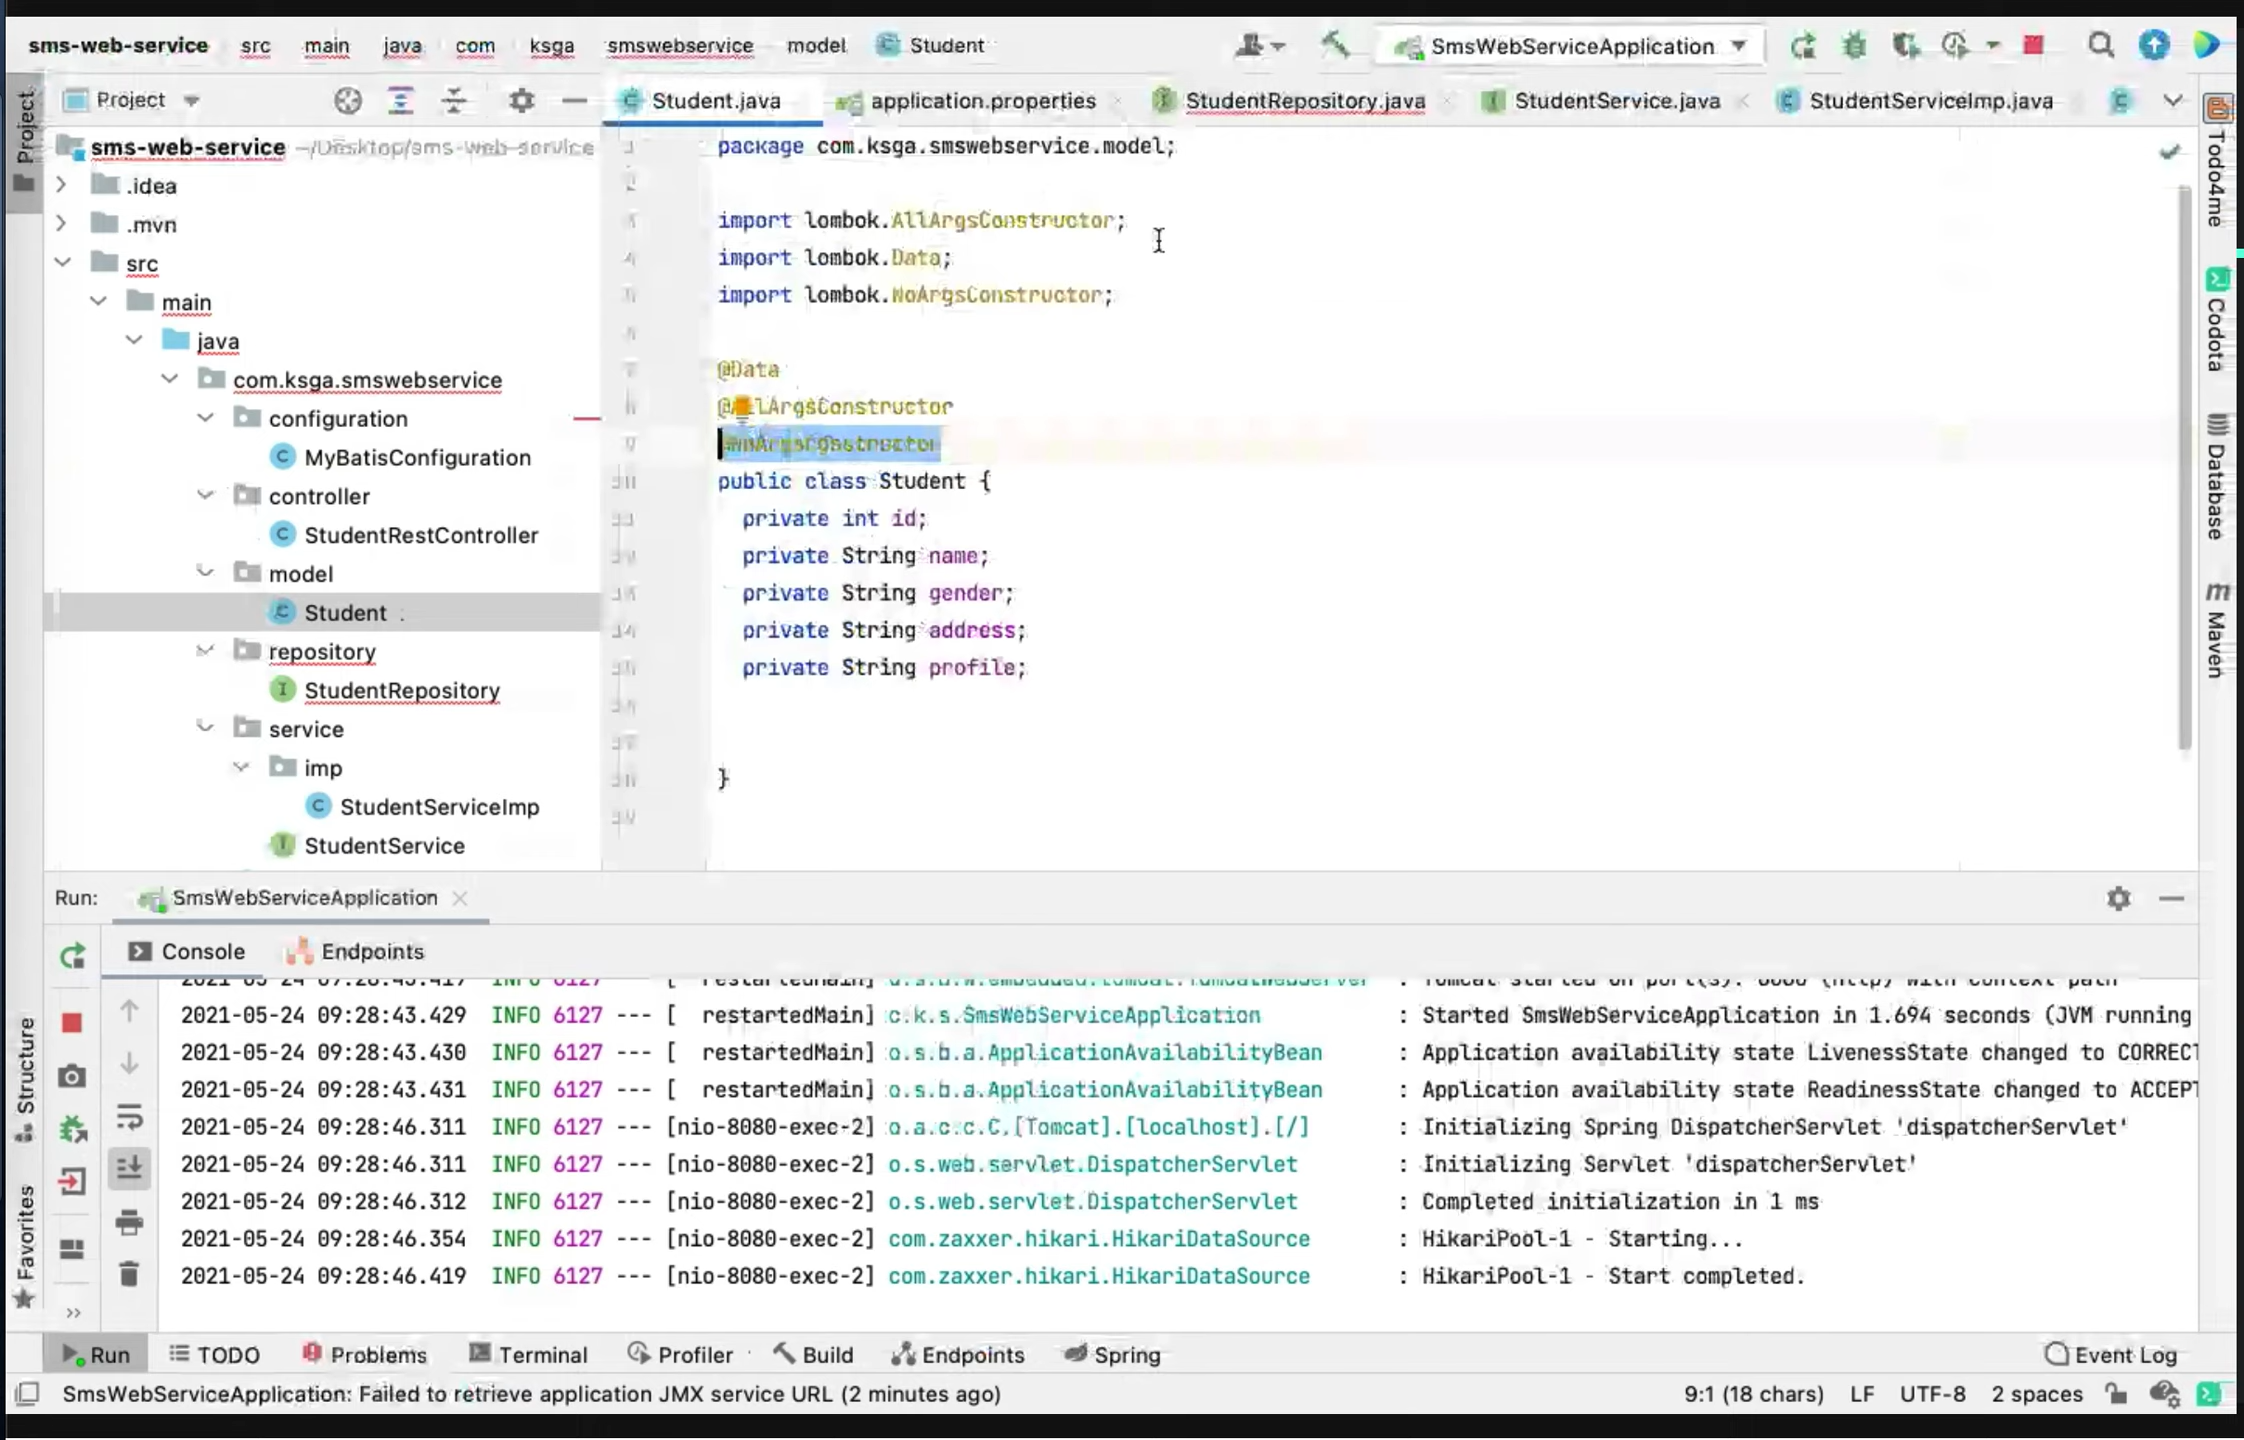 sms-web-service src main java com ksga smswebservice model Student
SmsWebServiceApplication
Project
Student.java
application.properties
StudentRepository.java
StudentService.java
StudentServiceImp.java
Project
sms-web-service ~/Desktop/sms-web-service
.idea
.mvn
src
main
java
com.ksga.smswebservice
configuration
MyBatisConfiguration
controller
StudentRestController
model
Student
repository
StudentRepository
service
imp
StudentServiceImp
StudentService
package com.ksga.smswebservice.model;
import lombok.AllArgsConstructor;
import lombok.Data;
import lombok.NoArgsConstructor;
@Data
@AllArgsConstructor
public class Student {
private int id;
private String name;
private String gender;
private String address;
private String profile;
}
Todo4me
Codota
Database
m Maven
Run: SmsWebServiceApplication
Console Endpoints
2021-05-24 09:28:43.429 INFO 6127 --- [ restartedMain] c.k.s.SmsWebServiceApplication : Started SmsWebServiceApplication in 1.694 seconds (JVM running
2021-05-24 09:28:43.430 INFO 6127 --- [ restartedMain] o.s.b.a.ApplicationAvailabilityBean : Application availability state LivenessState changed to CORRECT
2021-05-24 09:28:43.431 INFO 6127 --- [ restartedMain] o.s.b.a.ApplicationAvailabilityBean : Application availability state ReadinessState changed to ACCEPT
2021-05-24 09:28:46.311 INFO 6127 --- [nio-8080-exec-2] o.a.c.c.C.[Tomcat].[localhost].[/] : Initializing Spring DispatcherServlet 'dispatcherServlet'
2021-05-24 09:28:46.311 INFO 6127 --- [nio-8080-exec-2] o.s.web.servlet.DispatcherServlet : Initializing Servlet 'dispatcherServlet'
2021-05-24 09:28:46.312 INFO 6127 --- [nio-8080-exec-2] o.s.web.servlet.DispatcherServlet : Completed initialization in 1 ms
2021-05-24 09:28:46.354 INFO 6127 --- [nio-8080-exec-2] com.zaxxer.hikari.HikariDataSource : HikariPool-1 - Starting...
2021-05-24 09:28:46.419 INFO 6127 --- [nio-8080-exec-2] com.zaxxer.hikari.HikariDataSource : HikariPool-1 - Start completed.
Structure
Favorites
Run TODO Problems Terminal Profiler Build Endpoints Spring Event Log
SmsWebServiceApplication: Failed to retrieve application JMX service URL (2 minutes ago) 9:1 (18 chars) LF UTF-8 2 spaces